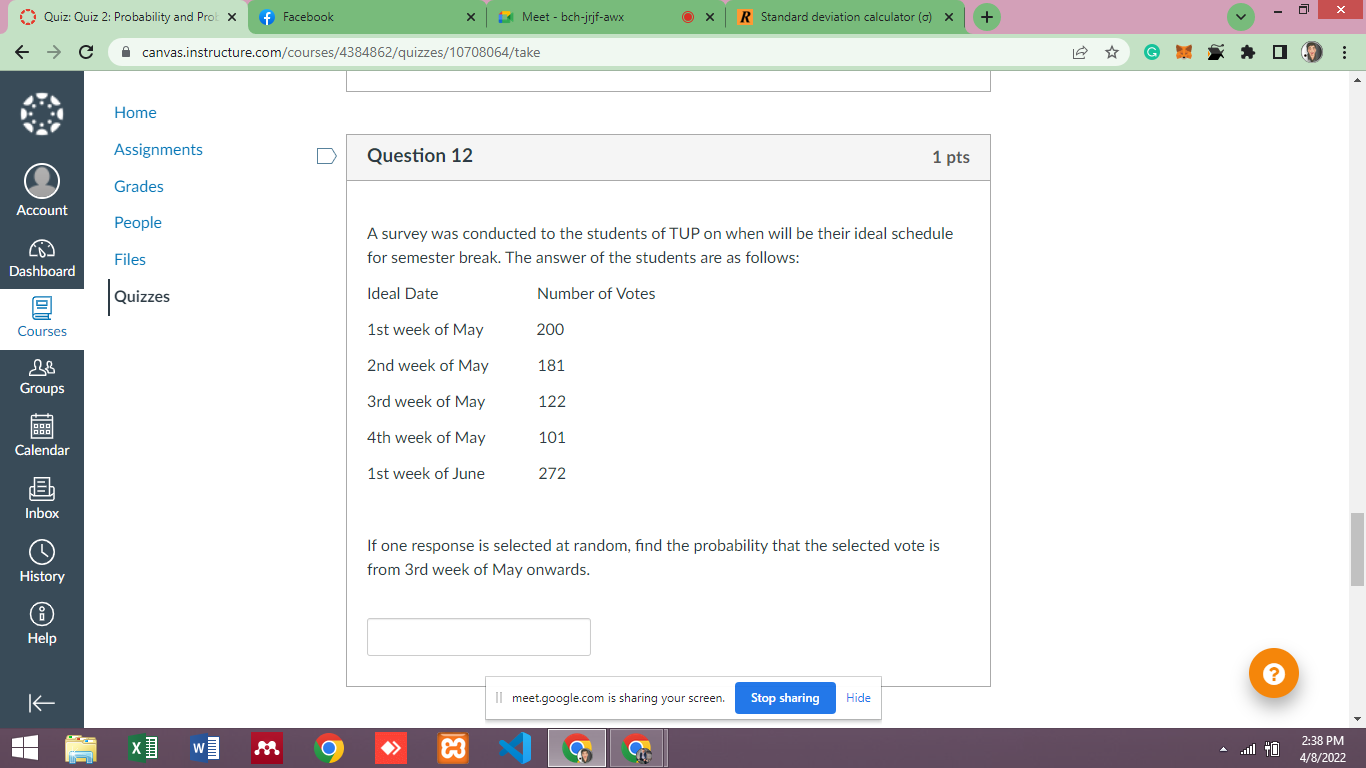 Quiz: Quiz 2: Probability and Prob
Facebook
Meet - bch-jrjf-awx
R Standard deviation calculator (σ)
canvas.instructure.com/courses/4384862/quizzes/10708064/take
Account
Dashboard
Courses
Groups
Calendar
Inbox
History
Help
Home
Assignments
Grades
People
Files
Quizzes
Question 12
1 pts
A survey was conducted to the students of TUP on when will be their ideal schedule
for semester break. The answer of the students are as follows:
Ideal Date Number of Votes
1st week of May 200
2nd week of May 181
3rd week of May 122
4th week of May 101
1st week of June 272
If one response is selected at random, find the probability that the selected vote is
from 3rd week of May onwards.
meet.google.com is sharing your screen. Stop sharing Hide
2:38 PM
4/8/2022